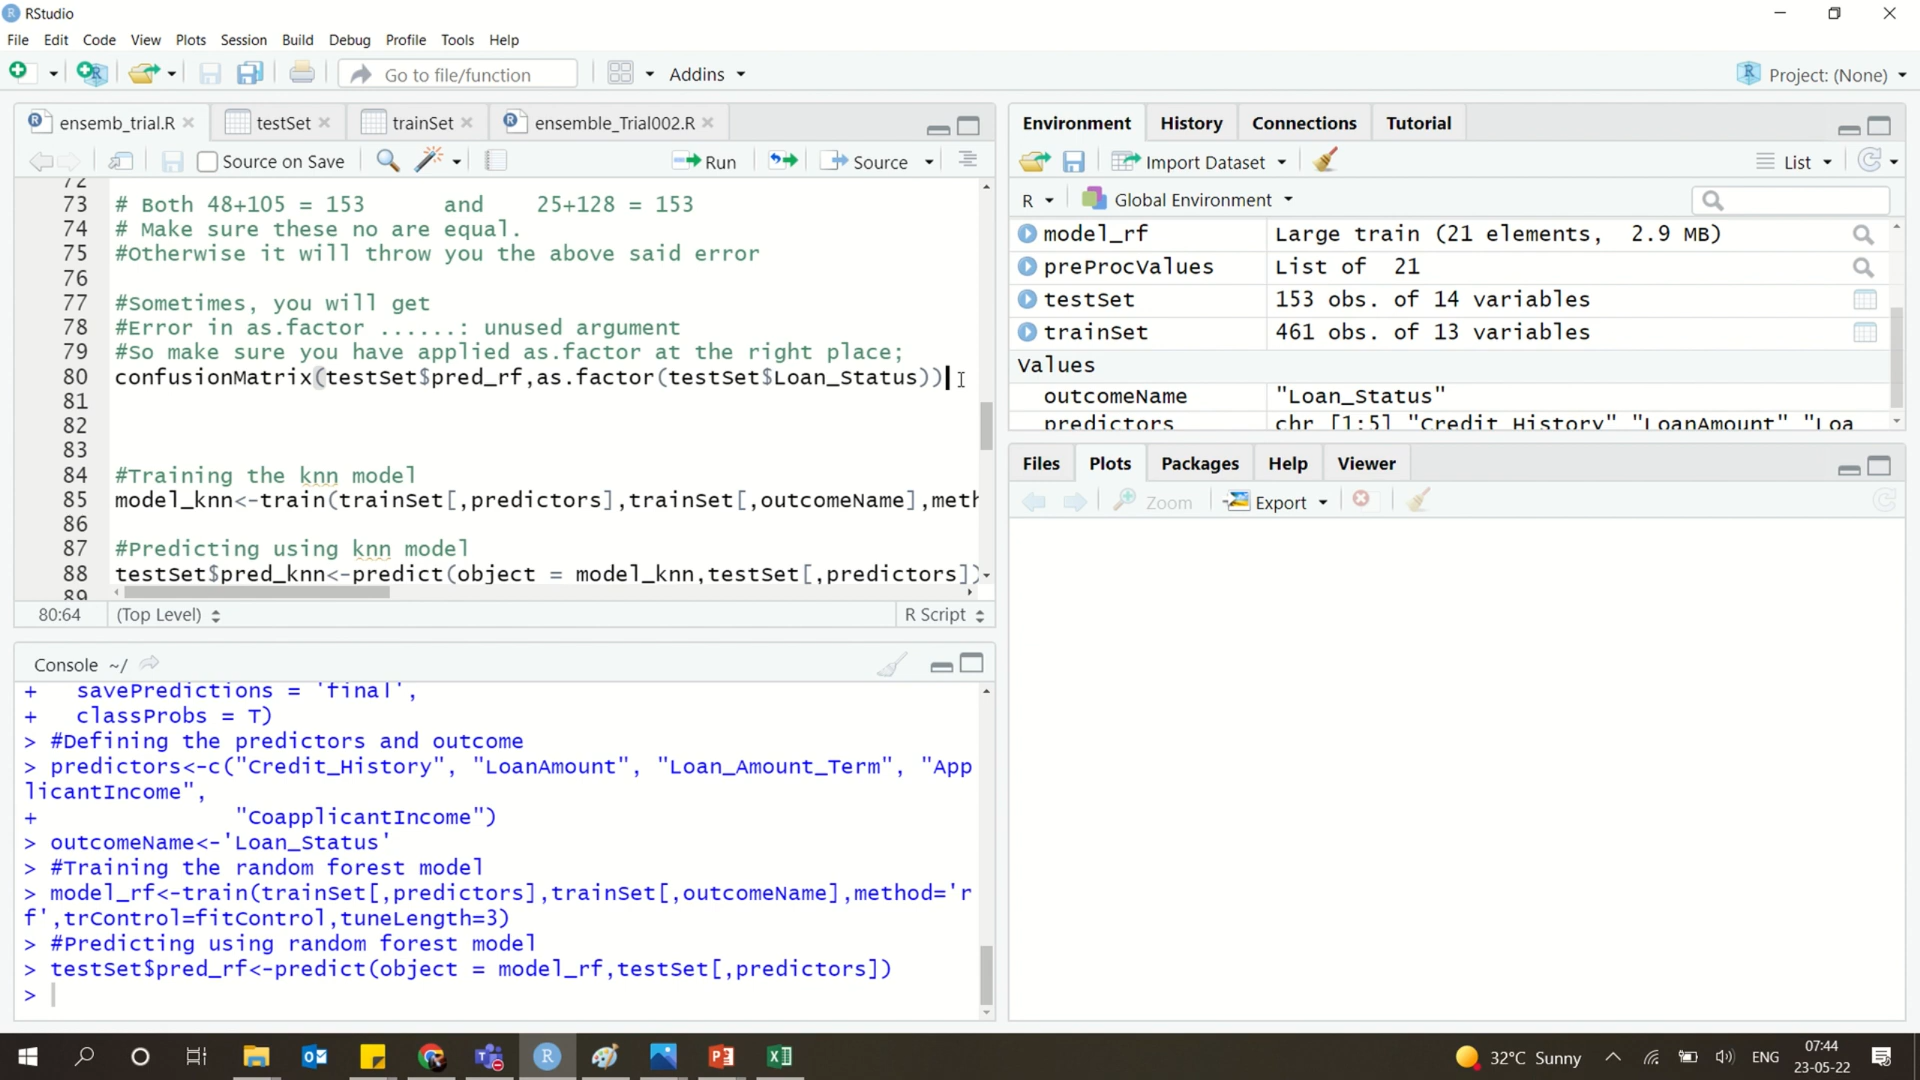 RStudio
File Edit Code View Plots Session Build Debug Profile Tools Help
Go to file/function Addins Project: (None)
ensemb_trial.R testSet trainSet ensemble_Trial002.R
Source on Save Run Source
72
73 # Both 48+105 = 153 and 25+128 = 153
74 # Make sure these no are equal.
75 #Otherwise it will throw you the above said error
76
77 #Sometimes, you will get
78 #Error in as.factor ......: unused argument
79 #So make sure you have applied as.factor at the right place;
80 confusionMatrix(testSet$pred_rf,as.factor(testSet$Loan_Status))
81
82
83
84 #Training the knn model
85 model_knn<-train(trainSet[,predictors],trainSet[,outcomeName],meth
86
87 #Predicting using knn model
88 testSet$pred_knn<-predict(object = model_knn,testSet[,predictors])
89
80:64 (Top Level) R Script
Console ~/
+ savePredictions = 'final',
+ classProbs = T)
> #Defining the predictors and outcome
> predictors<-c("Credit_History", "LoanAmount", "Loan_Amount_Term", "App
licantIncome",
+ "CoapplicantIncome")
> outcomeName<-'Loan_Status'
> #Training the random forest model
> model_rf<-train(trainSet[,predictors],trainSet[,outcomeName],method='r
f',trControl=fitControl,tuneLength=3)
> #Predicting using random forest model
> testSet$pred_rf<-predict(object = model_rf,testSet[,predictors])
>
Environment History Connections Tutorial
Import Dataset List
R Global Environment
model_rf Large train (21 elements, 2.9 MB)
preProcValues List of 21
testSet 153 obs. of 14 variables
trainSet 461 obs. of 13 variables
Values
outcomeName "Loan_Status"
predictors chr [1:5] "Credit_History" "LoanAmount" "Loa
Files Plots Packages Help Viewer
Zoom Export
32°C Sunny ENG 07:44
23-05-22